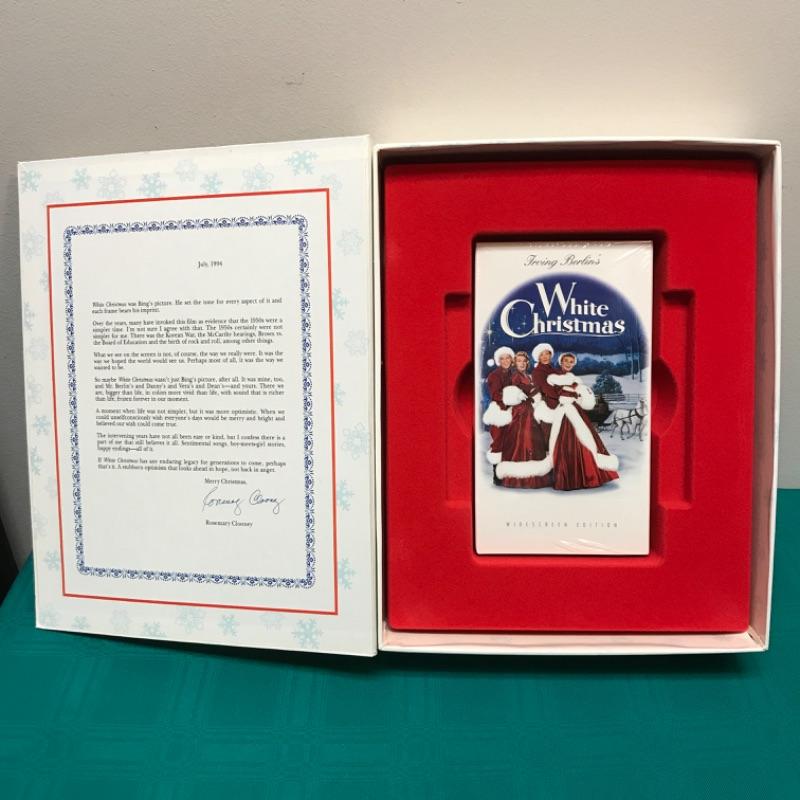 July, 1994
White Christmas was Bing's picture. He set the tone for every aspect of it and
each frame bears his imprint.
Over the years, many have invoked this film as evidence that the 1950s were a
simpler time. I'm not sure I agree with that. The 1950s certainly were not
simpler for me. There was the Korean War, the McCarthy hearings, Brown vs.
the Board of Education and the birth of rock and roll, among other things.
What we see on the screen is not, of course, the way we really were. It was the
way we hoped the world would see us. Perhaps most of all, it was the way we
wanted to be.
So maybe White Christmas wasn't just Bing's picture, after all. It was mine, too,
and Mr. Berlin's and Danny's and Vera's and Dean's—and yours. There we
are, bigger than life, in colors more vivid than life, with sound that is richer
than life, frozen forever in our moment.
A moment when life was not simpler, but it was more optimistic. When we
could unselfconsciously wish everyone's days would be merry and bright and
believed our wish could come true.
The intervening years have not all been easy or kind, but I confess there is a
part of me that still believes it all. Sentimental songs, boy-meets-girl stories,
happy endings—all of it.
If White Christmas has any enduring legacy for generations to come, perhaps
that's it. A stubborn optimism that looks ahead in hope, not back in anger.
Merry Christmas,
Rosemary Clooney
Rosemary Clooney
Irving Berlin's
White
Christmas
WIDESCREEN EDITION